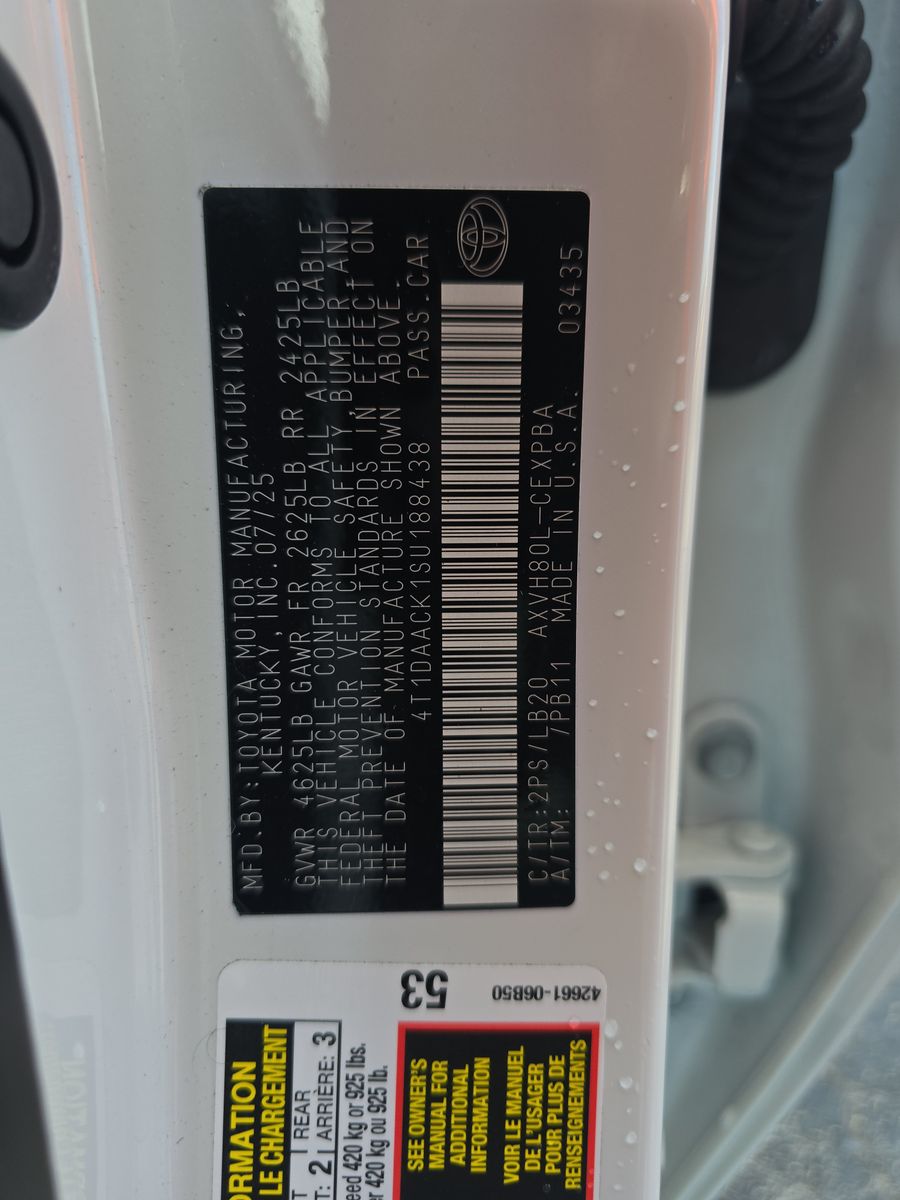 MFD.BY:TOYOTA MOTOR MANUFACTURING,
KENTUCKY, INC. 07/25
GVWR 4625LB GAWR FR 2625LB RR 2425LB
THIS VEHICLE CONFORMS TO ALL APPLICABLE
FEDERAL MOTOR VEHICLE SAFETY, BUMPER, AND
THEFT PREVENTION STANDARDS IN EFFECT ON
THE DATE OF MANUFACTURE SHOWN ABOVE.
4T1DAACK1SU188438 PASS.CAR
C/TR:2PS/LB20 AXVH80L-CEXPBA
A/TM: 7PB11 MADE IN U.S.A. 03435
53
42661-06B50
ORMATION
LE CHARGEMENT
T 2 REAR 3
T: ARRIÈRE:
eed 420 kg or 925 lbs.
er 420 kg ou 925 lb.
SEE OWNER'S
MANUAL FOR
ADDITIONAL
INFORMATION
VOIR LE MANUEL
DE L'USAGER
POUR PLUS DE
RENSEIGNEMENTS